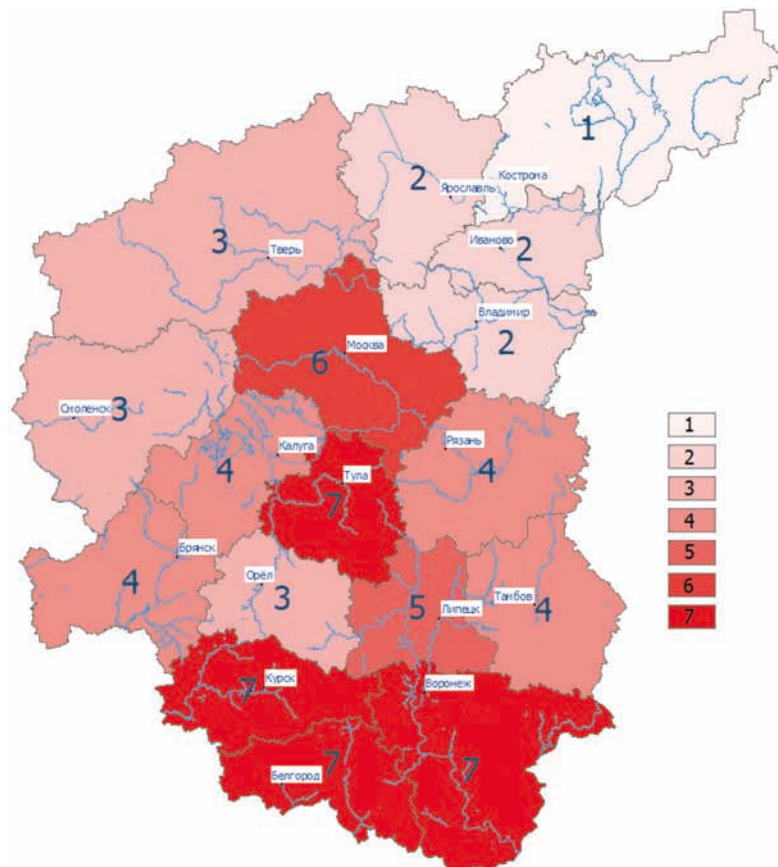 1
2
Кострома
Ярославль
3
Иваново
2
Тверь
Владимир
2
Москва
6
Смоленск
3
Рязань
Калуга
4
4
Тула
7
Брянск
4
Орёл
3
5
Липецк
Тамбов
4
Курск
7
Воронеж
7
7
Белгород
1
2
3
4
5
6
7